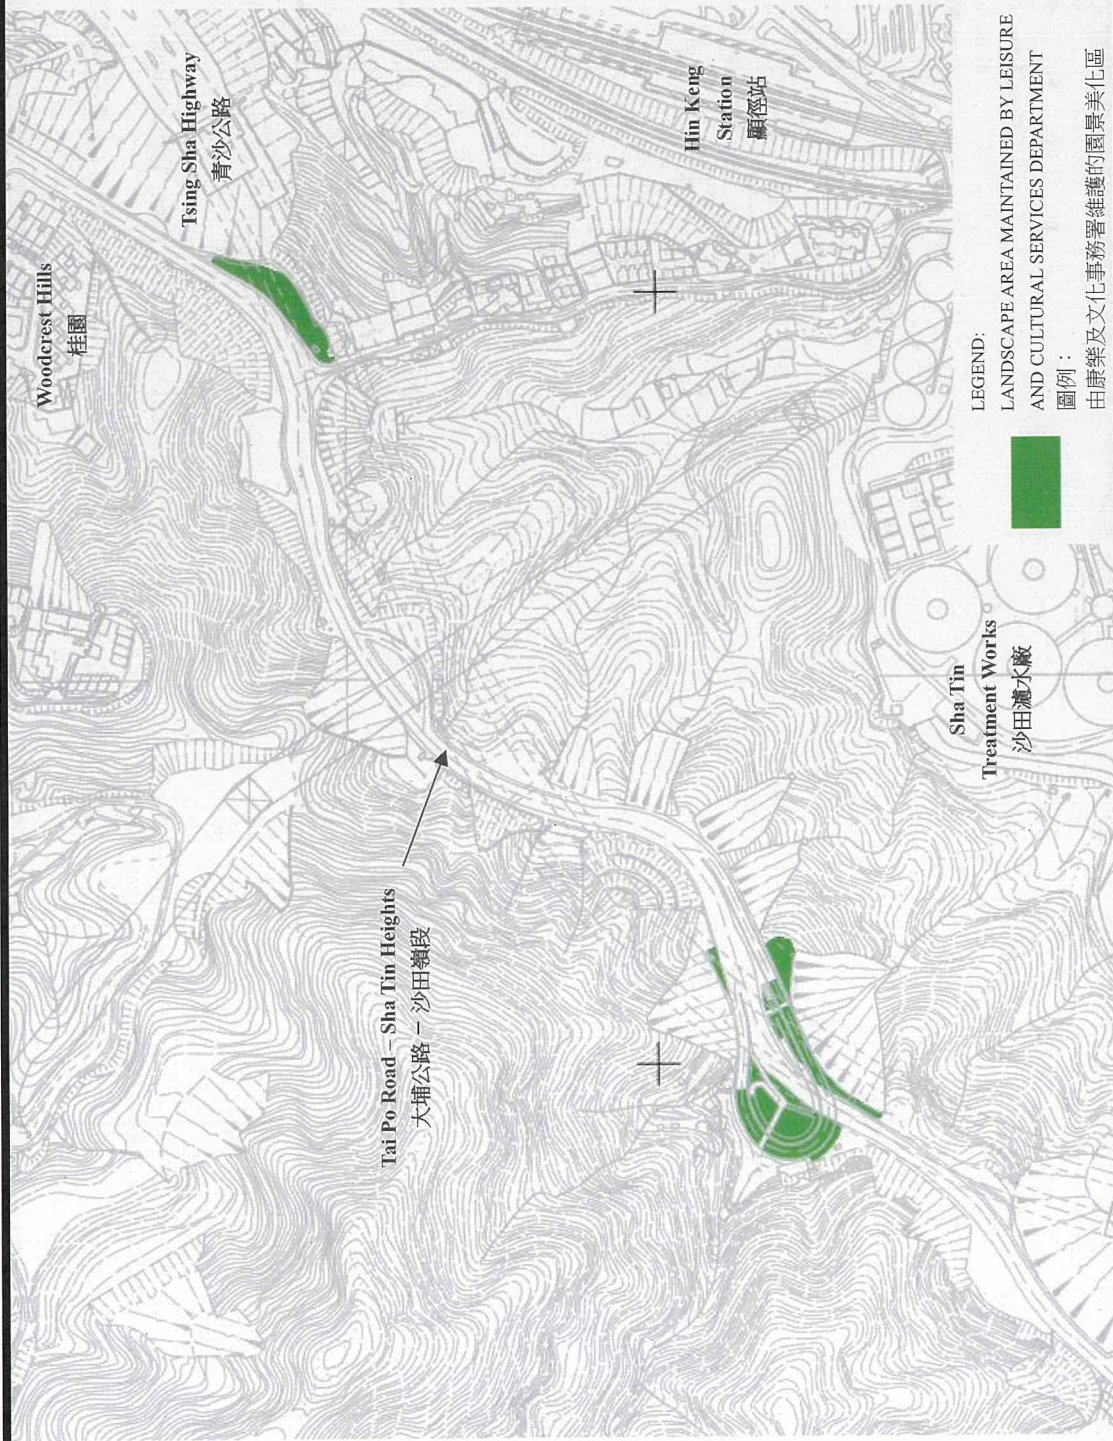 Woodcrest Hills
桂園
Tsing Sha Highway
青沙公路
Hin Keng
Station
顯徑站
Tai Po Road – Sha Tin Heights
大埔公路 – 沙田嶺段
Sha Tin
Treatment Works
沙田濾水廠
LEGEND:
LANDSCAPE AREA MAINTAINED BY LEISURE
AND CULTURAL SERVICES DEPARTMENT
圖例：
由康樂及文化事務署維護的園景美化區